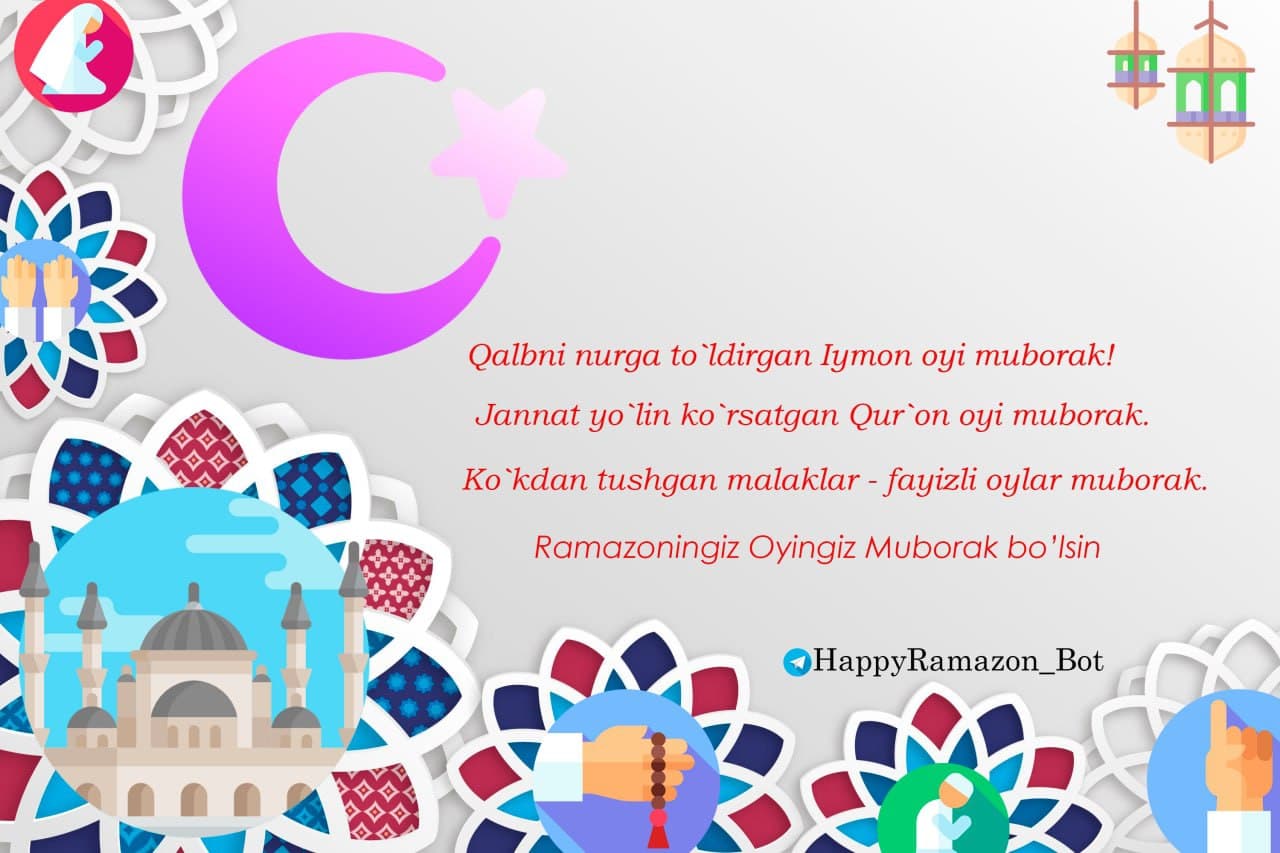 Qalbni nurga to`ldirgan Iymon oyi muborak!
Jannat yo`lin ko`rsatgan Qur`on oyi muborak.
Ko`kdan tushgan malaklar - fayizli oylar muborak.
Ramazoningiz Oyingiz Muborak bo’lsin
HappyRamazon_Bot